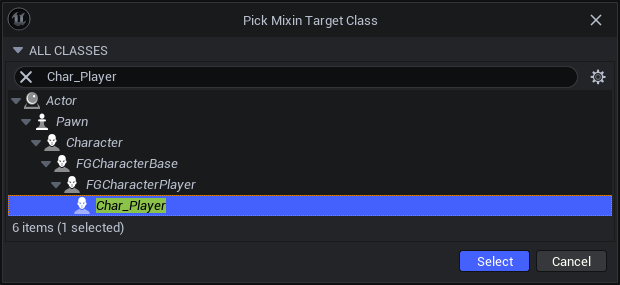 Pick Mixin Target Class
ALL CLASSES
Char_Player
Actor
Pawn
Character
FGCharacterBase
FGCharacterPlayer
Char_Player
6 items (1 selected)
Select Cancel